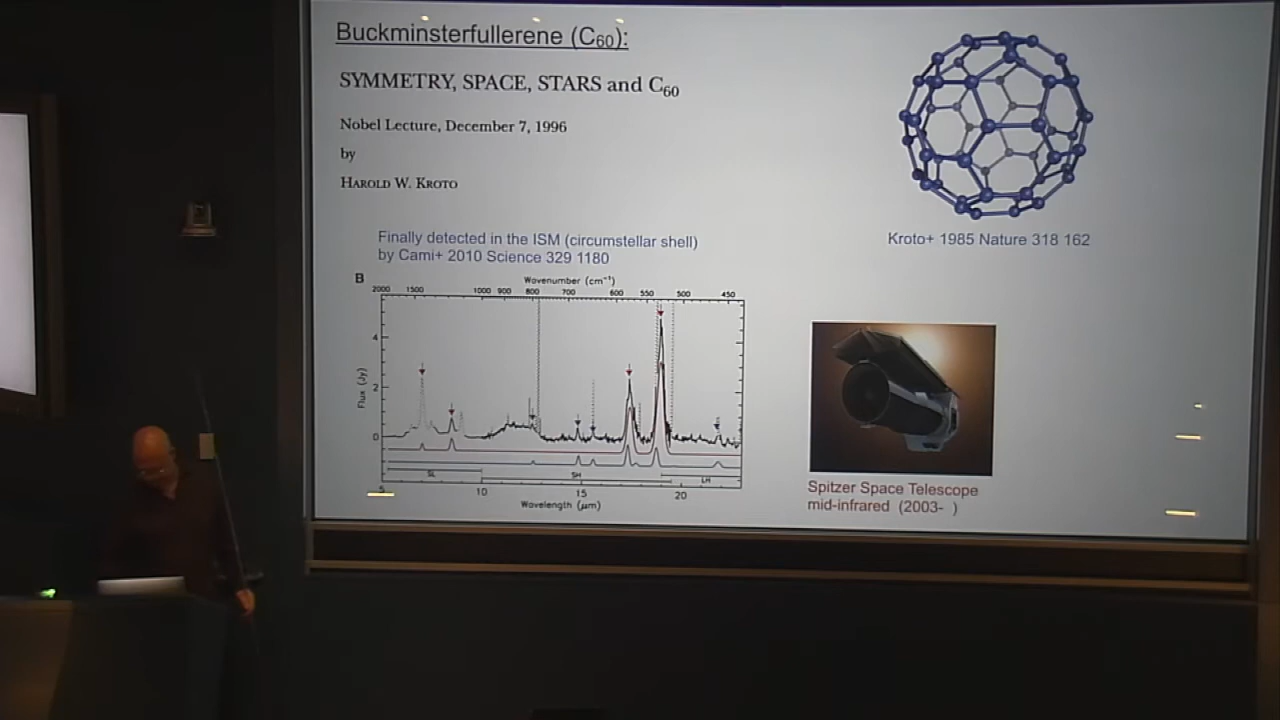 Buckminsterfullerene (C60):
SYMMETRY, SPACE, STARS and C60
Nobel Lecture, December 7, 1996
by
HAROLD W. KROTO
Kroto+ 1985 Nature 318 162
Finally detected in the ISM (circumstellar shell)
by Cami+ 2010 Science 329 1180
B
Wavenumber (cm⁻¹)
2000 1500 1000 900 800 700 600 550 500 450
Flux (Jy)
4
2
0
SL SH LH
5 10 15 20
Wavelength (μm)
Spitzer Space Telescope
mid-infrared (2003- )